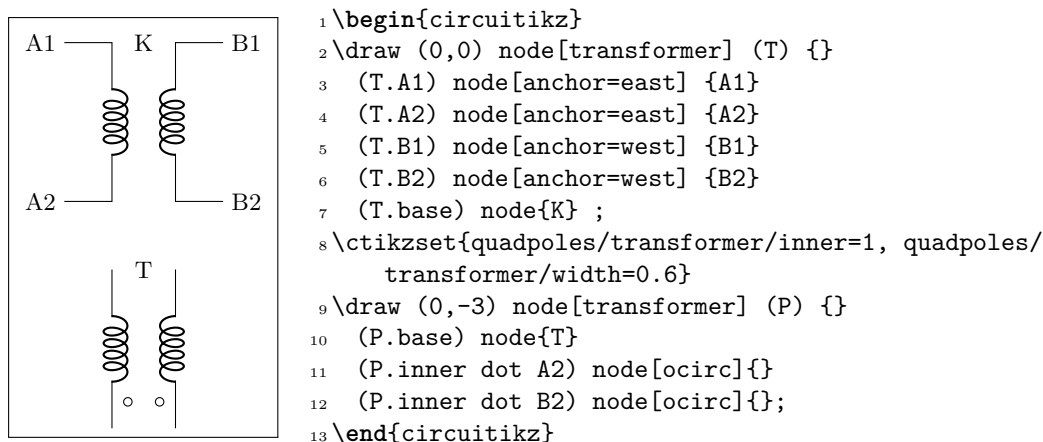 A1 K B1
A2 B2
T
1 \begin{circuitikz}
2 \draw (0,0) node[transformer] (T) {}
3   (T.A1) node[anchor=east] {A1}
4   (T.A2) node[anchor=east] {A2}
5   (T.B1) node[anchor=west] {B1}
6   (T.B2) node[anchor=west] {B2}
7   (T.base) node{K} ;
8 \ctikzset{quadpoles/transformer/inner=1, quadpoles/
transformer/width=0.6}
9 \draw (0,-3) node[transformer] (P) {}
10   (P.base) node{T}
11   (P.inner dot A2) node[ocirc]{}
12   (P.inner dot B2) node[ocirc]{};
13 \end{circuitikz}